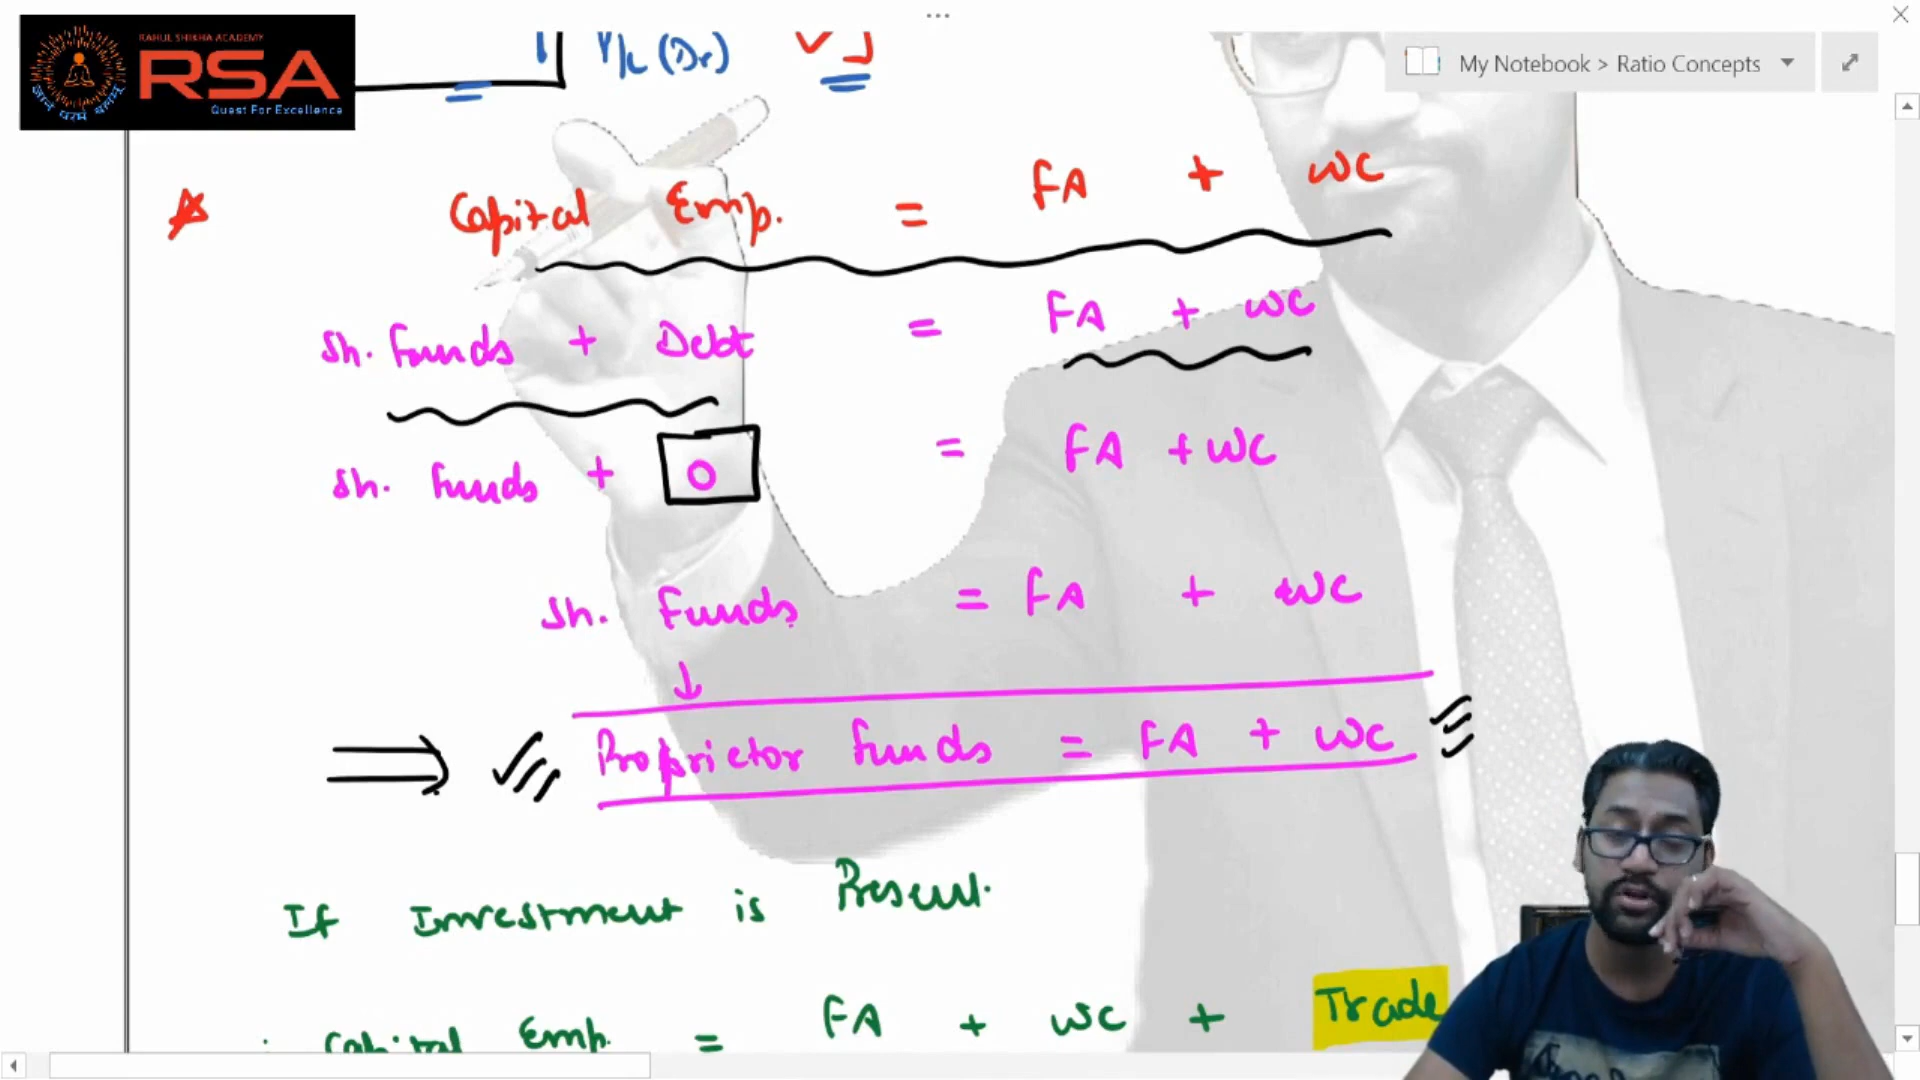 RAHUL SHIKHA ACADEMY
RSA
Quest For Excellence
(Dr)
My Notebook > Ratio Concepts
Capital Emp. = FA + WC
Sh. Funds + Debt = FA + WC
Sh. Funds + 0 = FA + WC
Sh. Funds = FA + WC
Proprietor Funds = FA + WC
If Investment is Present.
Capital Emp. = FA + WC + Trade